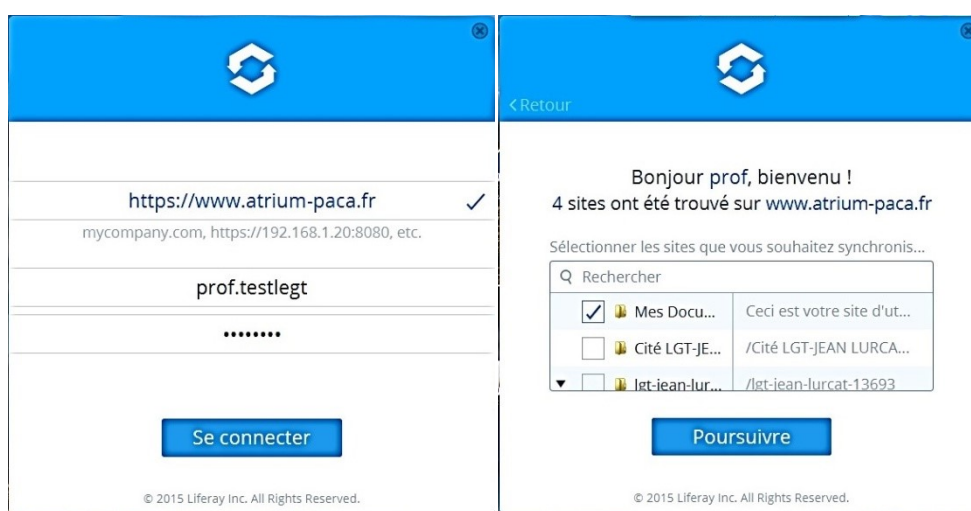 https://www.atrium-paca.fr
mycompany.com, https://192.168.1.20:8080, etc.
prof.testlegt
••••••••
Se connecter
© 2015 Liferay Inc. All Rights Reserved.
<Retour
Bonjour prof, bienvenu !
4 sites ont été trouvé sur www.atrium-paca.fr
Sélectionner les sites que vous souhaitez synchronis...
Rechercher
Mes Docu... Ceci est votre site d'ut...
Cité LGT-JE... /Cité LGT-JEAN LURCA...
lgt-jean-lur... /lgt-jean-lurcat-13693
Poursuivre
© 2015 Liferay Inc. All Rights Reserved.